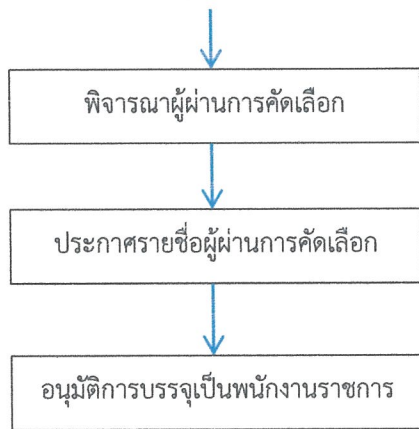 พิจารณาผู้ผ่านการคัดเลือก
ประกาศรายชื่อผู้ผ่านการคัดเลือก
อนุมัติการบรรจุเป็นพนักงานราชการ